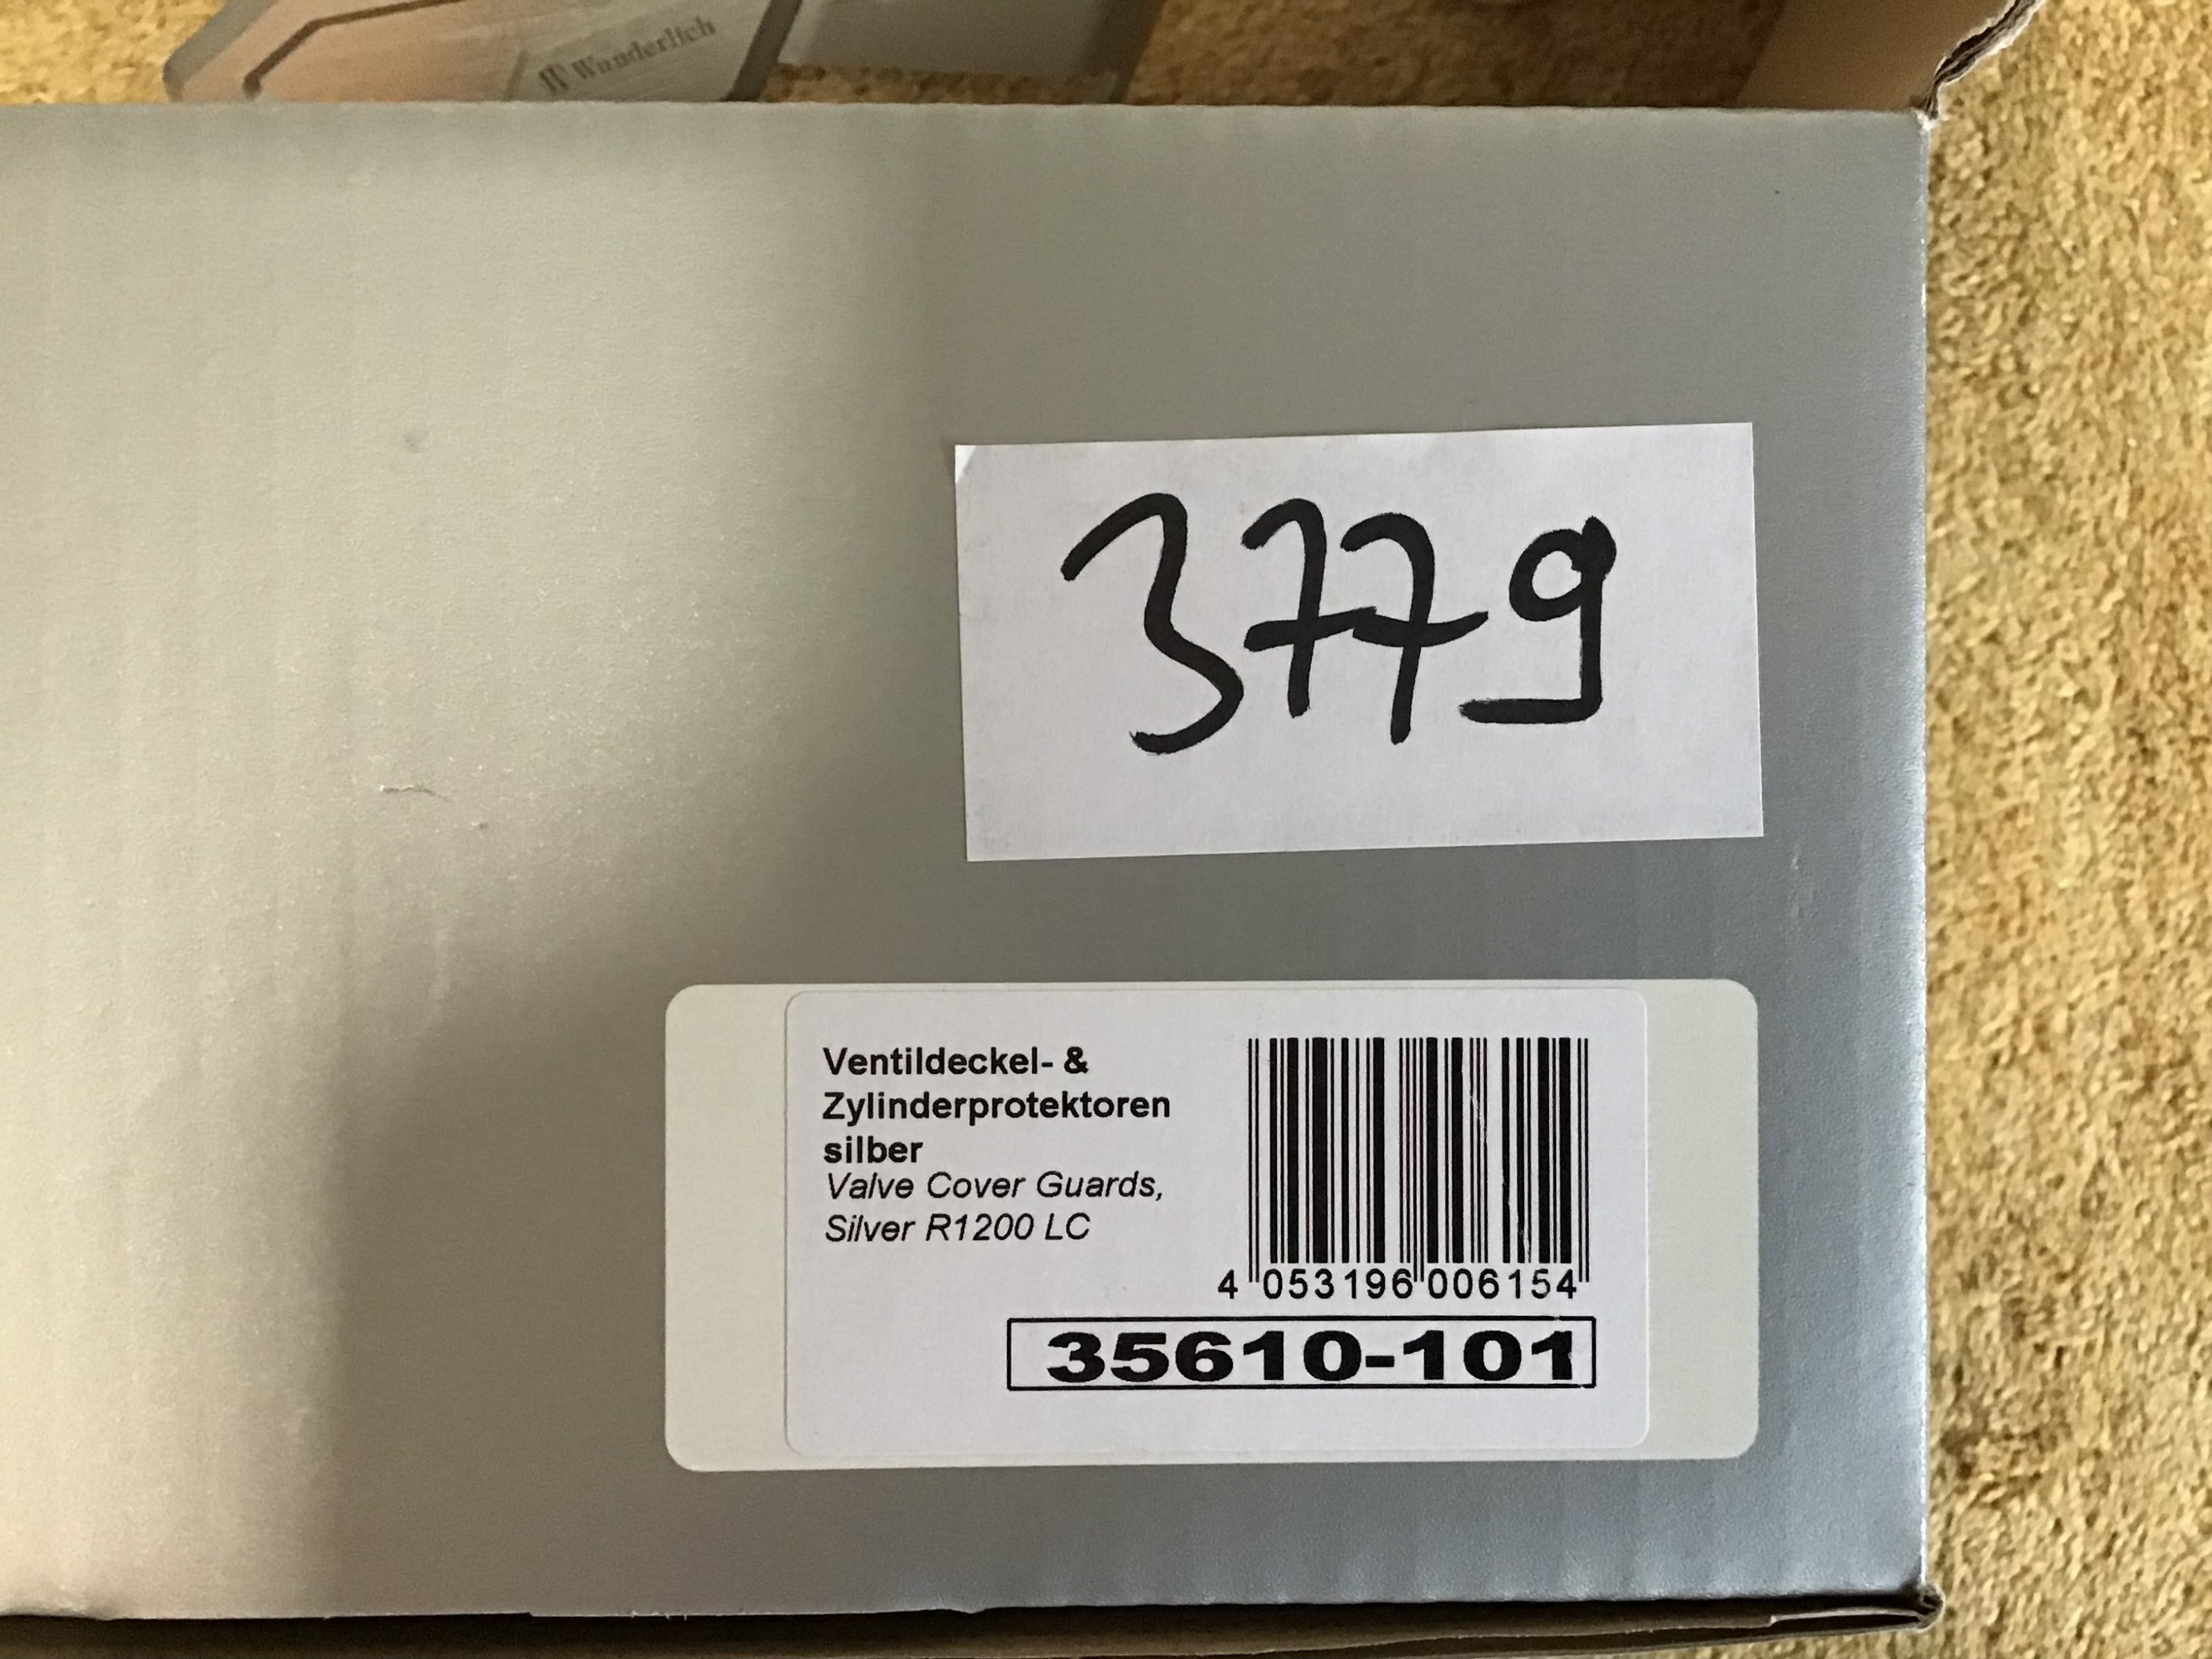 Wunderlich
3779
Ventildeckel- &
Zylinderprotektoren
silber
Valve Cover Guards,
Silver R1200 LC
4 053196 006154
35610-101